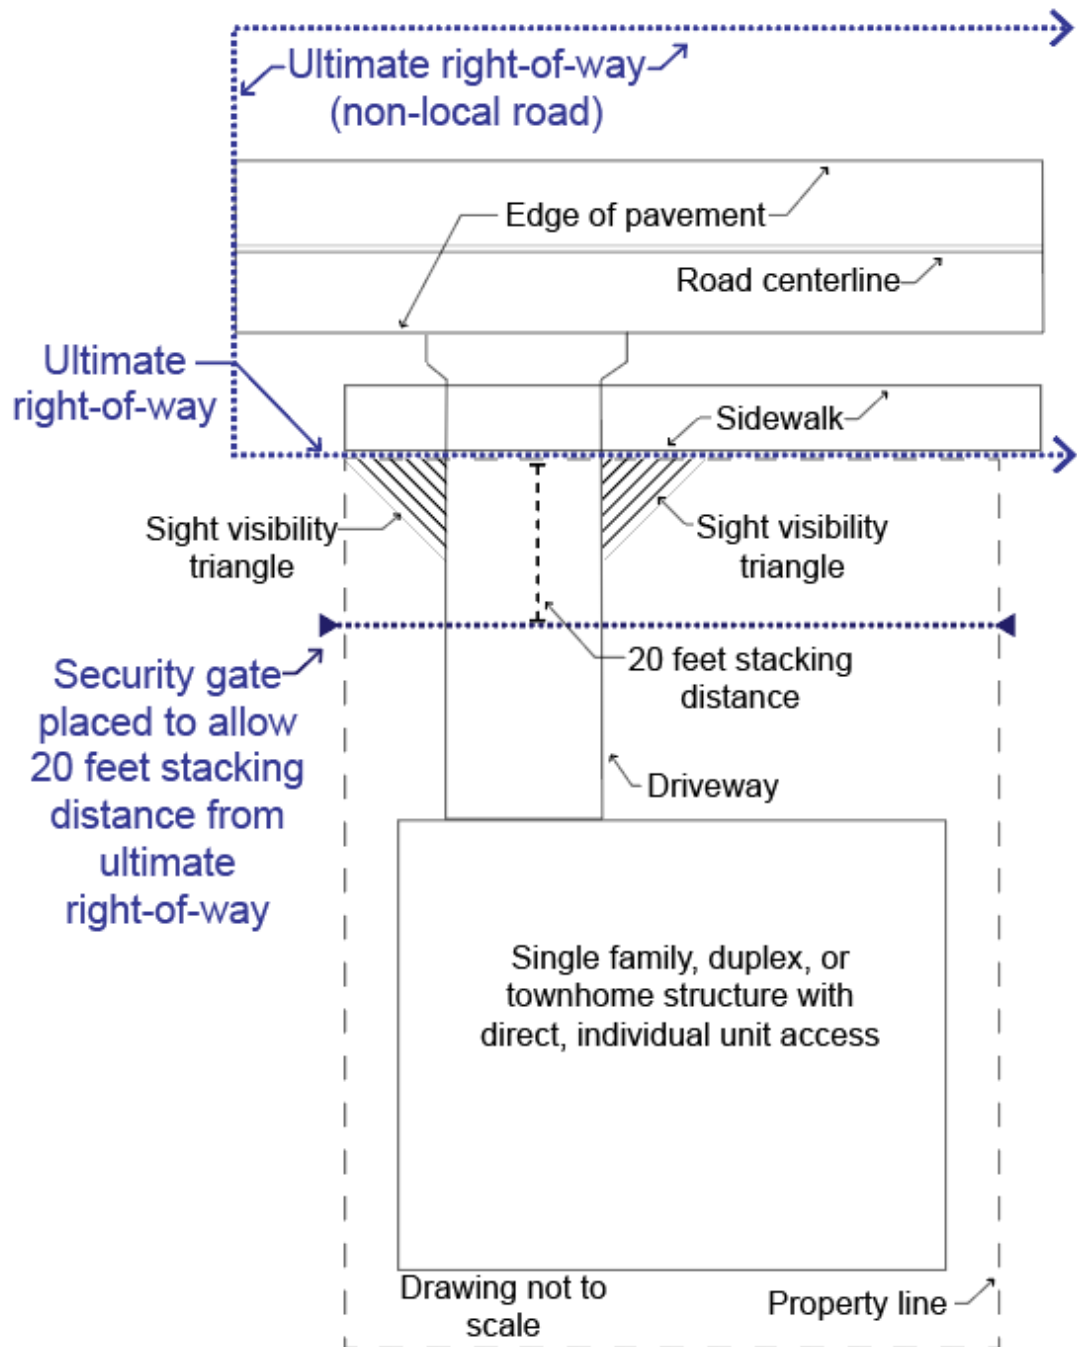 Ultimate right-of-way
(non-local road)
Edge of pavement
Road centerline
Ultimate
right-of-way
Sidewalk
Sight visibility
triangle
Sight visibility
triangle
20 feet stacking
distance
Security gate
placed to allow
20 feet stacking
distance from
ultimate
right-of-way
Driveway
Single family, duplex, or
townhome structure with
direct, individual unit access
Drawing not to
scale
Property line